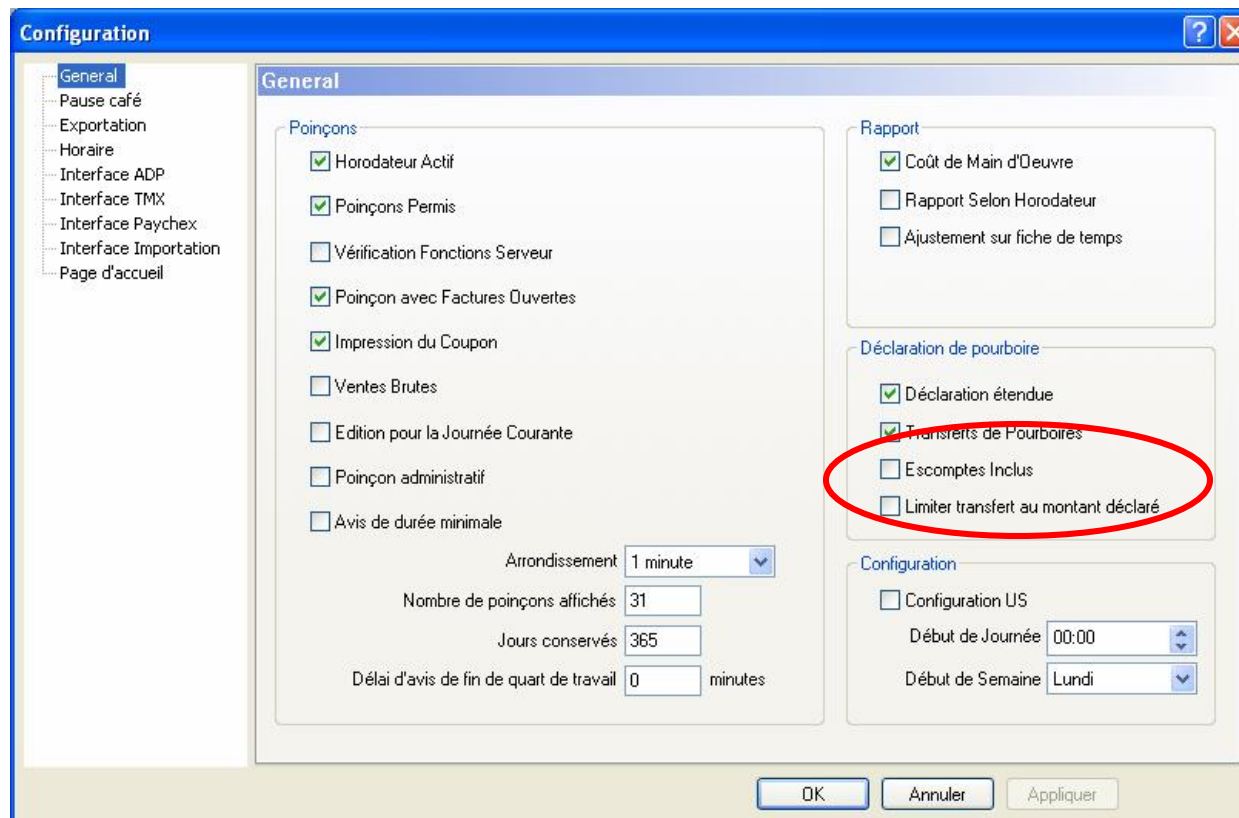 Configuration
General
Pause café
Exportation
Horaire
Interface ADP
Interface TMX
Interface Paychex
Interface Importation
Page d'accueil
General
Poinçons
Horodateur Actif
Poinçons Permis
Vérification Fonctions Serveur
Poinçon avec Factures Ouvertes
Impression du Coupon
Ventes Brutes
Edition pour la Journée Courante
Poinçon administratif
Avis de durée minimale
Arrondissement 1 minute
Nombre de poinçons affichés 31
Jours conservés 365
Délai d'avis de fin de quart de travail 0 minutes
Rapport
Coût de Main d'Oeuvre
Rapport Selon Horodateur
Ajustement sur fiche de temps
Déclaration de pourboire
Déclaration étendue
Transferts de Pourboires
Escomptes Inclus
Limiter transfert au montant déclaré
Configuration
Configuration US
Début de Journée 00:00
Début de Semaine Lundi
OK Annuler Appliquer